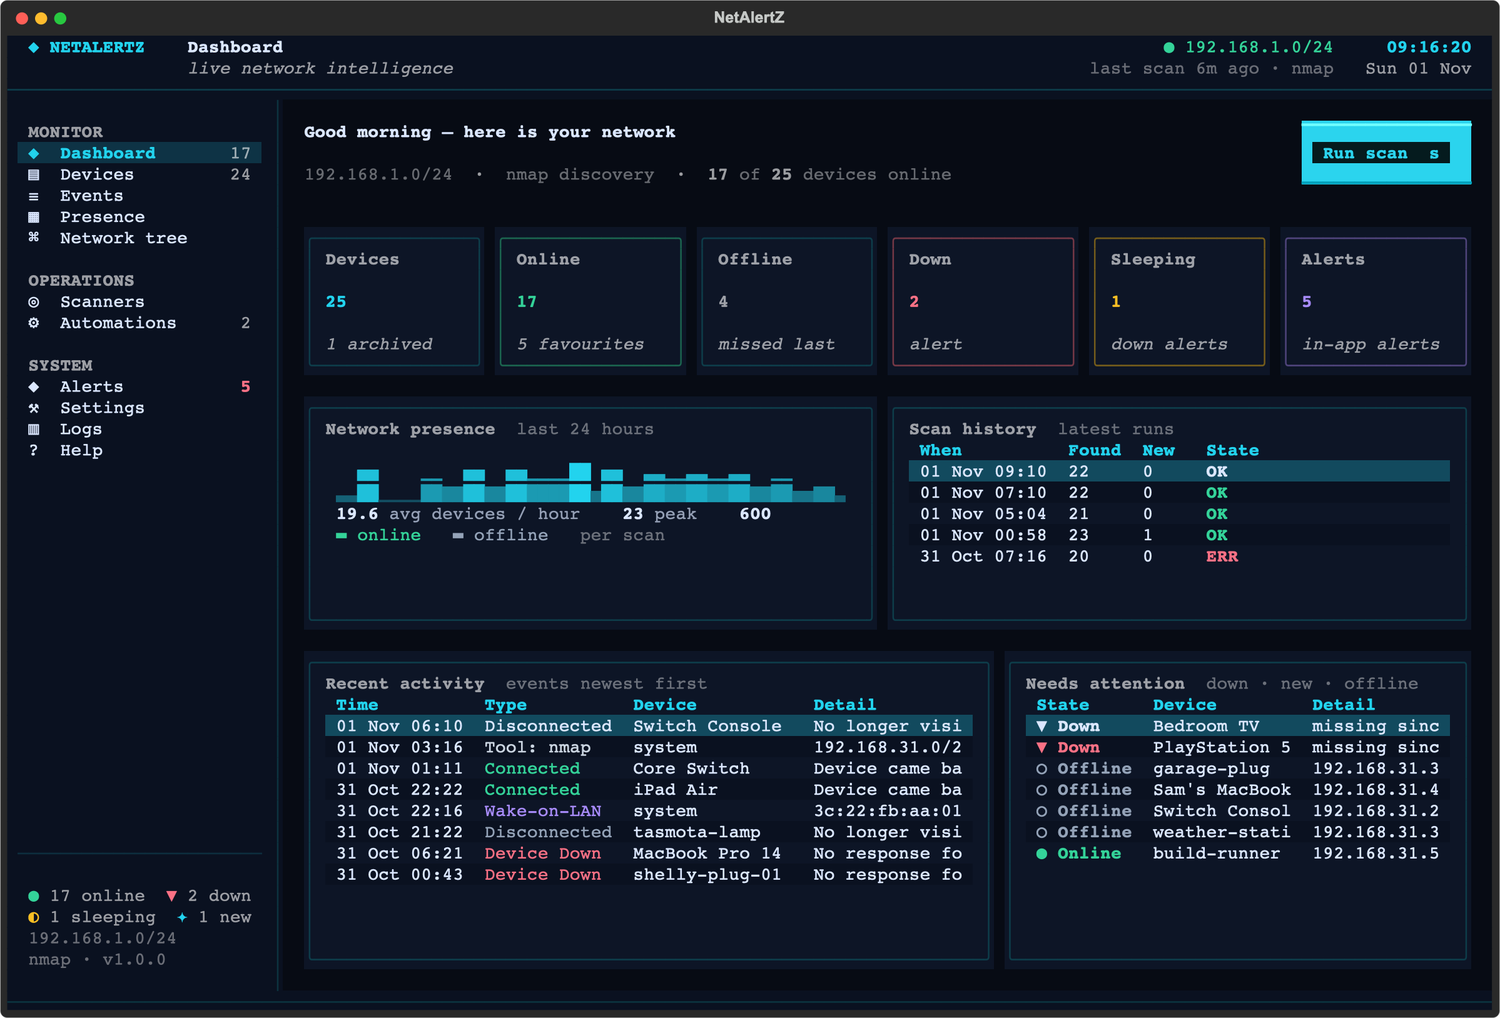 NetAlertZ
◆ NETALERTZ Dashboard ● 192.168.1.0/24 09:16:20
live network intelligence last scan 6m ago · nmap Sun 01 Nov
MONITOR
◆ Dashboard 17
Devices 24
≡ Events
Presence
⌘ Network tree
OPERATIONS
◎ Scanners
⚙ Automations 2
SYSTEM
◆ Alerts 5
⚒ Settings
Logs
? Help
● 17 online ▼ 2 down
◐ 1 sleeping ✦ 1 new
192.168.1.0/24
nmap · v1.0.0
Good morning — here is your network
Run scan s
192.168.1.0/24 • nmap discovery • 17 of 25 devices online
Devices
25
1 archived
Online
17
5 favourites
Offline
4
missed last
Down
2
alert
Sleeping
1
down alerts
Alerts
5
in-app alerts
Network presence last 24 hours
19.6 avg devices / hour 23 peak 600
online offline per scan
Scan history latest runs
When Found New State
01 Nov 09:10 22 0 OK
01 Nov 07:10 22 0 OK
01 Nov 05:04 21 0 OK
01 Nov 00:58 23 1 OK
31 Oct 07:16 20 0 ERR
Recent activity events newest first
Time Type Device Detail
01 Nov 06:10 Disconnected Switch Console No longer visi
01 Nov 03:16 Tool: nmap system 192.168.31.0/2
01 Nov 01:11 Connected Core Switch Device came ba
31 Oct 22:22 Connected iPad Air Device came ba
31 Oct 22:16 Wake-on-LAN system 3c:22:fb:aa:01
31 Oct 21:22 Disconnected tasmota-lamp No longer visi
31 Oct 06:21 Device Down MacBook Pro 14 No response fo
31 Oct 00:43 Device Down shelly-plug-01 No response fo
Needs attention down · new · offline
State Device Detail
▼ Down Bedroom TV missing sinc
▼ Down PlayStation 5 missing sinc
○ Offline garage-plug 192.168.31.3
○ Offline Sam's MacBook 192.168.31.4
○ Offline Switch Consol 192.168.31.2
○ Offline weather-stati 192.168.31.3
● Online build-runner 192.168.31.5